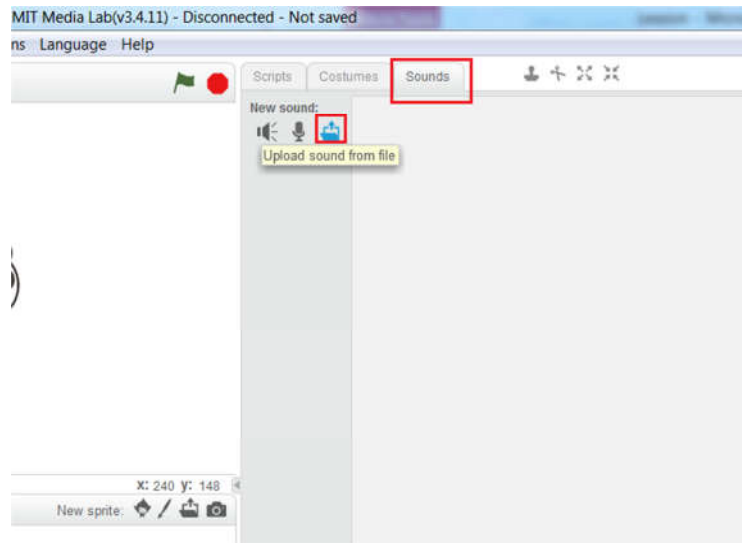 MIT Media Lab(v3.4.11) - Disconnected - Not saved
ns Language Help
Scripts Costumes Sounds
New sound:
Upload sound from file
x: 240 y: 148
New sprite: